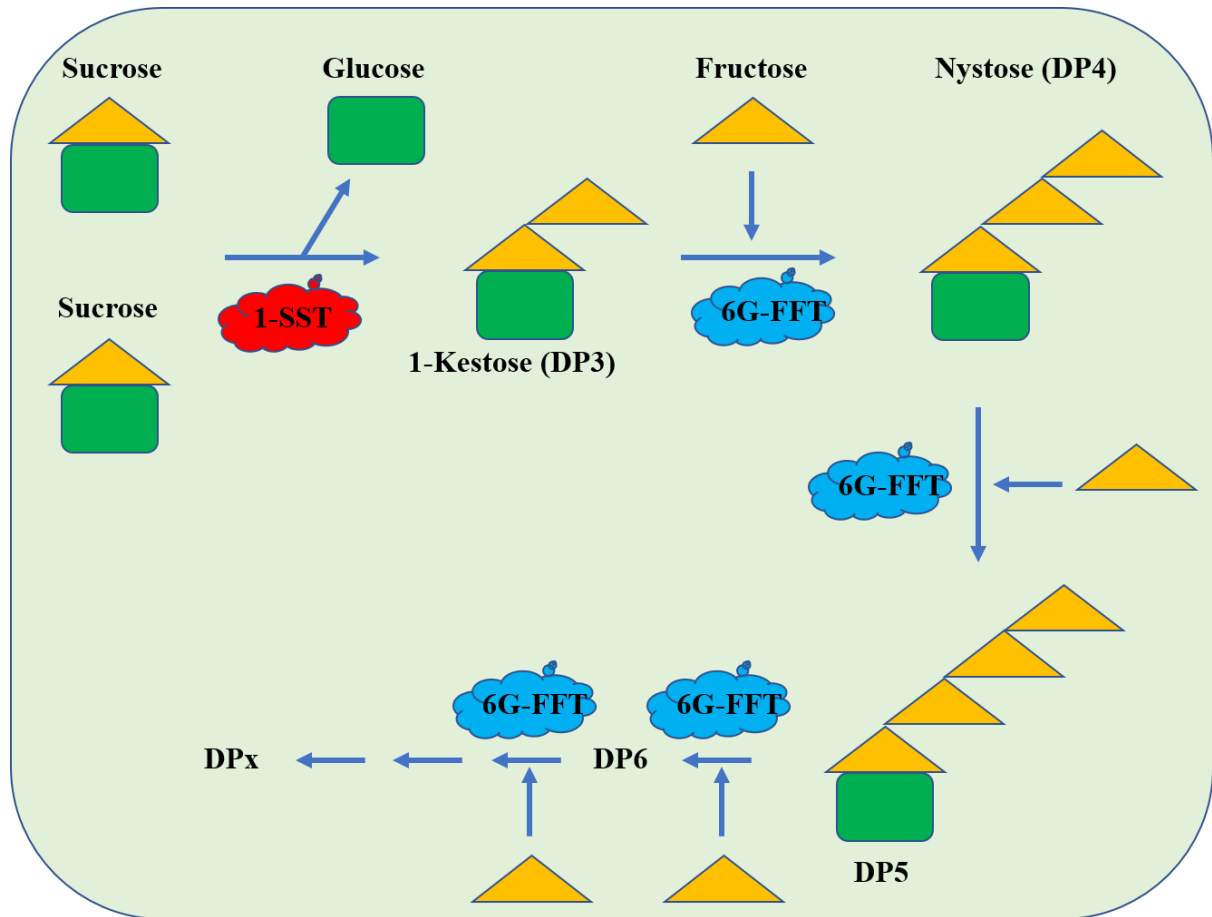 Sucrose
Glucose
Fructose
Nystose (DP4)
Sucrose
1-SST
6G-FFT
1-Kestose (DP3)
6G-FFT
6G-FFT
6G-FFT
DPx
DP6
DP5